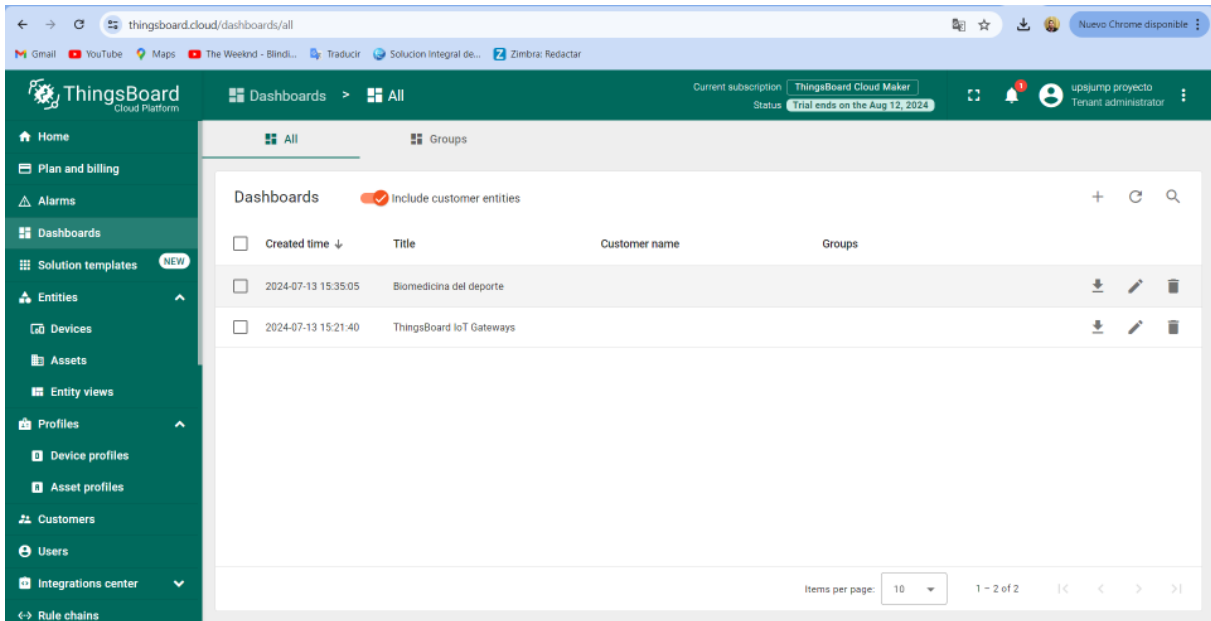 thingsboard.cloud/dashboards/all
Nuevo Chrome disponible
Gmail YouTube Maps The Weeknd - Blindi... Traducir Solucion Integral de... Zimbra: Redactar
ThingsBoard
Cloud Platform
Dashboards > All
Current subscription ThingsBoard Cloud Maker
Status Trial ends on the Aug 12, 2024
1
upsjump proyecto
Tenant administrator
Home
Plan and billing
Alarms
Dashboards
Solution templates NEW
Entities
Devices
Assets
Entity views
Profiles
Device profiles
Asset profiles
Customers
Users
Integrations center
Rule chains
All Groups
Dashboards Include customer entities
Created time Title Customer name Groups
2024-07-13 15:35:05 Biomedicina del deporte
2024-07-13 15:21:40 ThingsBoard IoT Gateways
Items per page: 10 1 – 2 of 2